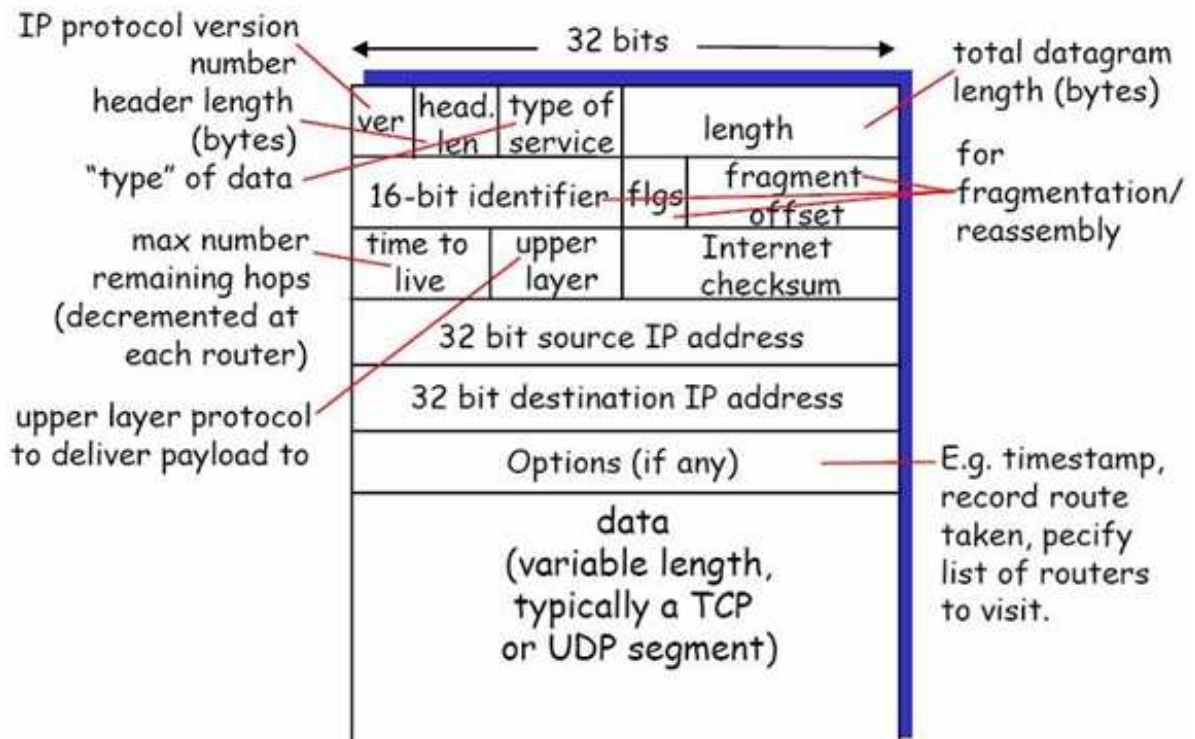 IP protocol version
number
header length
(bytes)
"type" of data
max number
remaining hops
(decremented at
each router)
upper layer protocol
to deliver payload to
32 bits
ver
head.
len
type of
service
length
16-bit identifier
flgs
fragment
offset
time to
live
upper
layer
Internet
checksum
32 bit source IP address
32 bit destination IP address
Options (if any)
data
(variable length,
typically a TCP
or UDP segment)
total datagram
length (bytes)
for
fragmentation/
reassembly
E.g. timestamp,
record route
taken, pecify
list of routers
to visit.